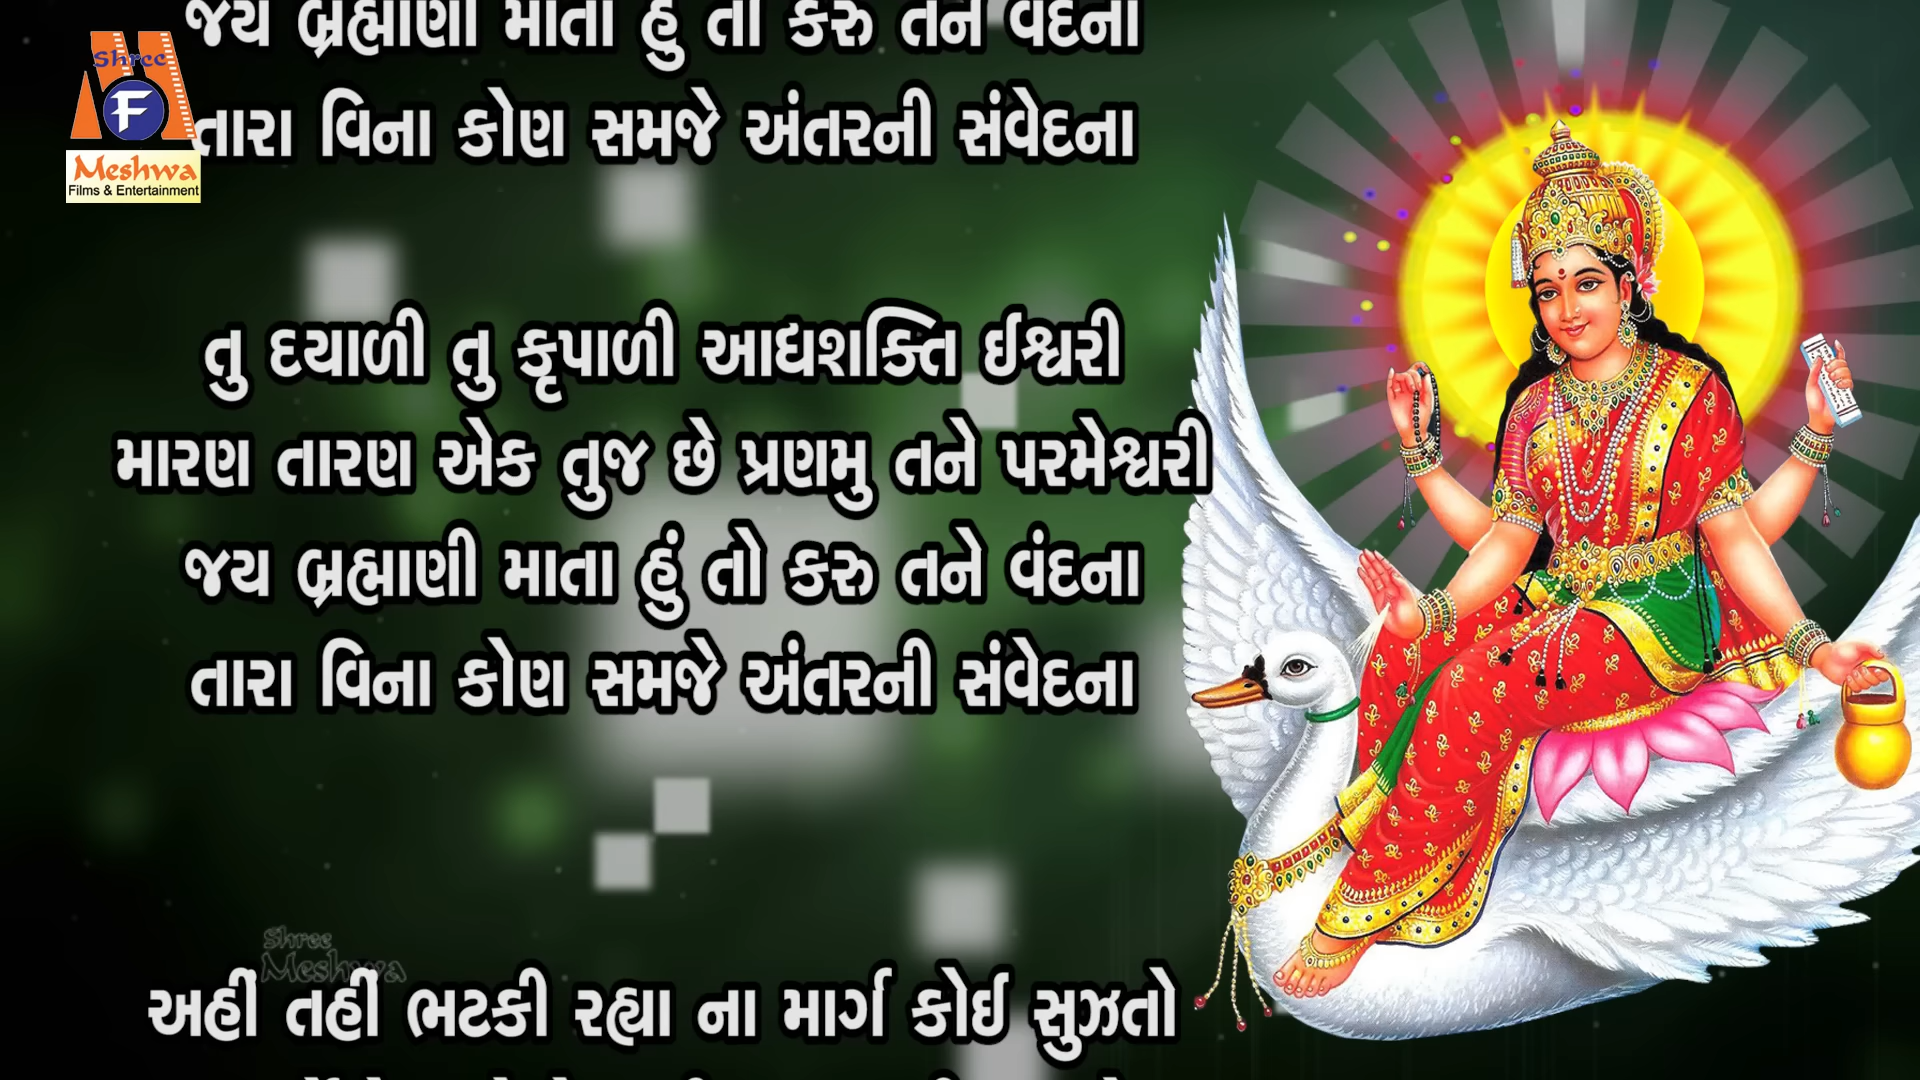 જય બ્રહ્માણી માતા હું તો કરુ તને વંદના
તારા વિના કોણ સમજે અંતરની સંવેદના
Shree
F
Meshwa
Films & Entertainment
તુ દયાળી તુ કૃપાળી આદ્યશક્તિ ઈશ્વરી
મારણ તારણ એક તુજ છે પ્રણમુ તને પરમેશ્વરી
જય બ્રહ્માણી માતા હું તો કરુ તને વંદના
તારા વિના કોણ સમજે અંતરની સંવેદના
Shree
Meshwa
અહીં તહીં ભટકી રહ્યા ના માર્ગ કોઈ સુઝતો